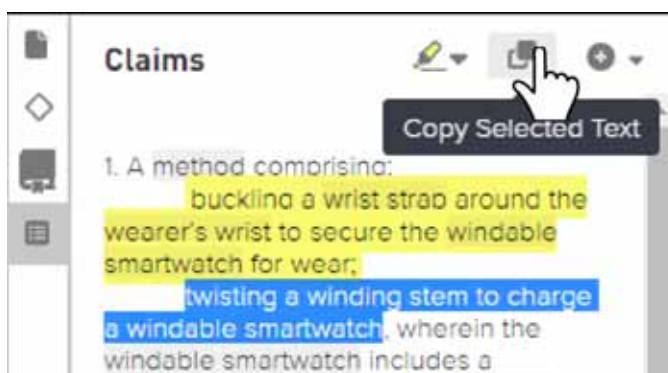 Claims
Copy Selected Text
1. A method comprising:
buckling a wrist strap around the
wearer's wrist to secure the windable
smartwatch for wear;
twisting a winding stem to charge
a windable smartwatch, wherein the
windable smartwatch includes a